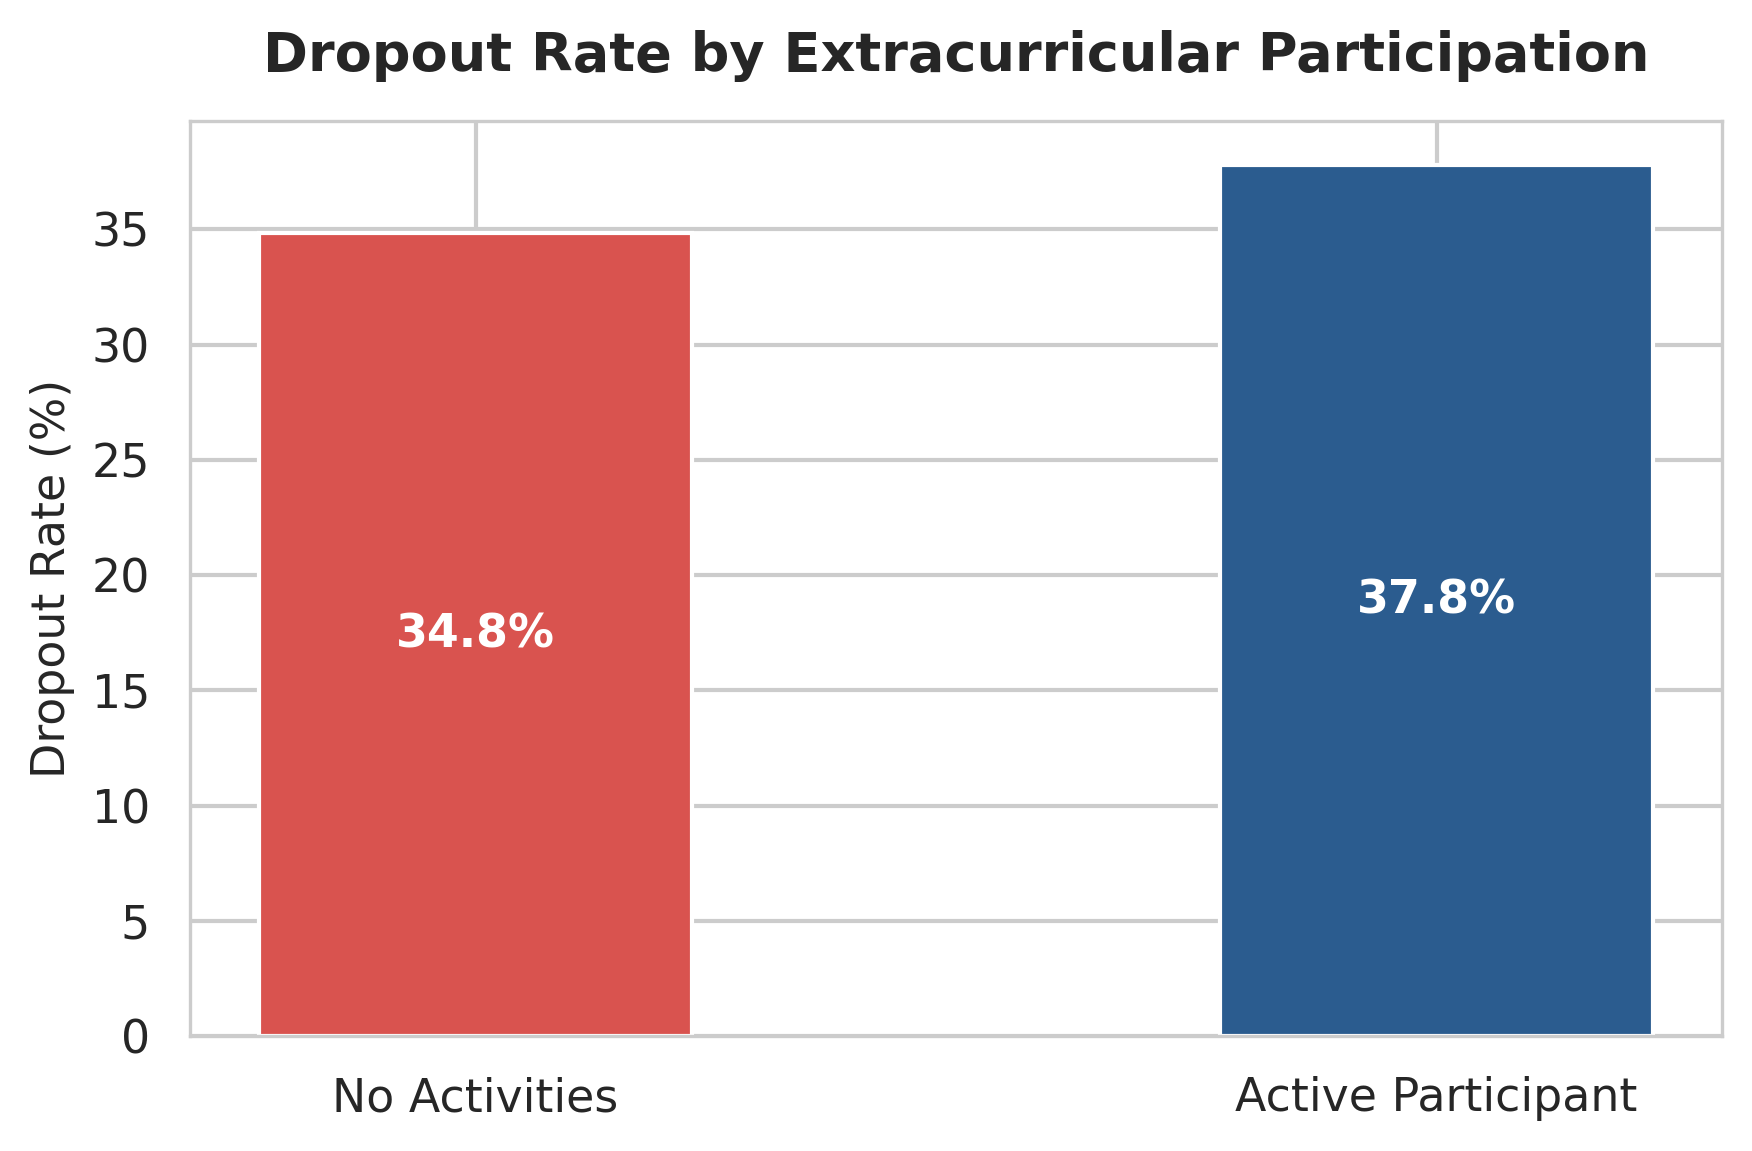 Dropout Rate by Extracurricular Participation
Dropout Rate (%)
35
30
25
20
15
10
5
0
34.8%
37.8%
No Activities
Active Participant